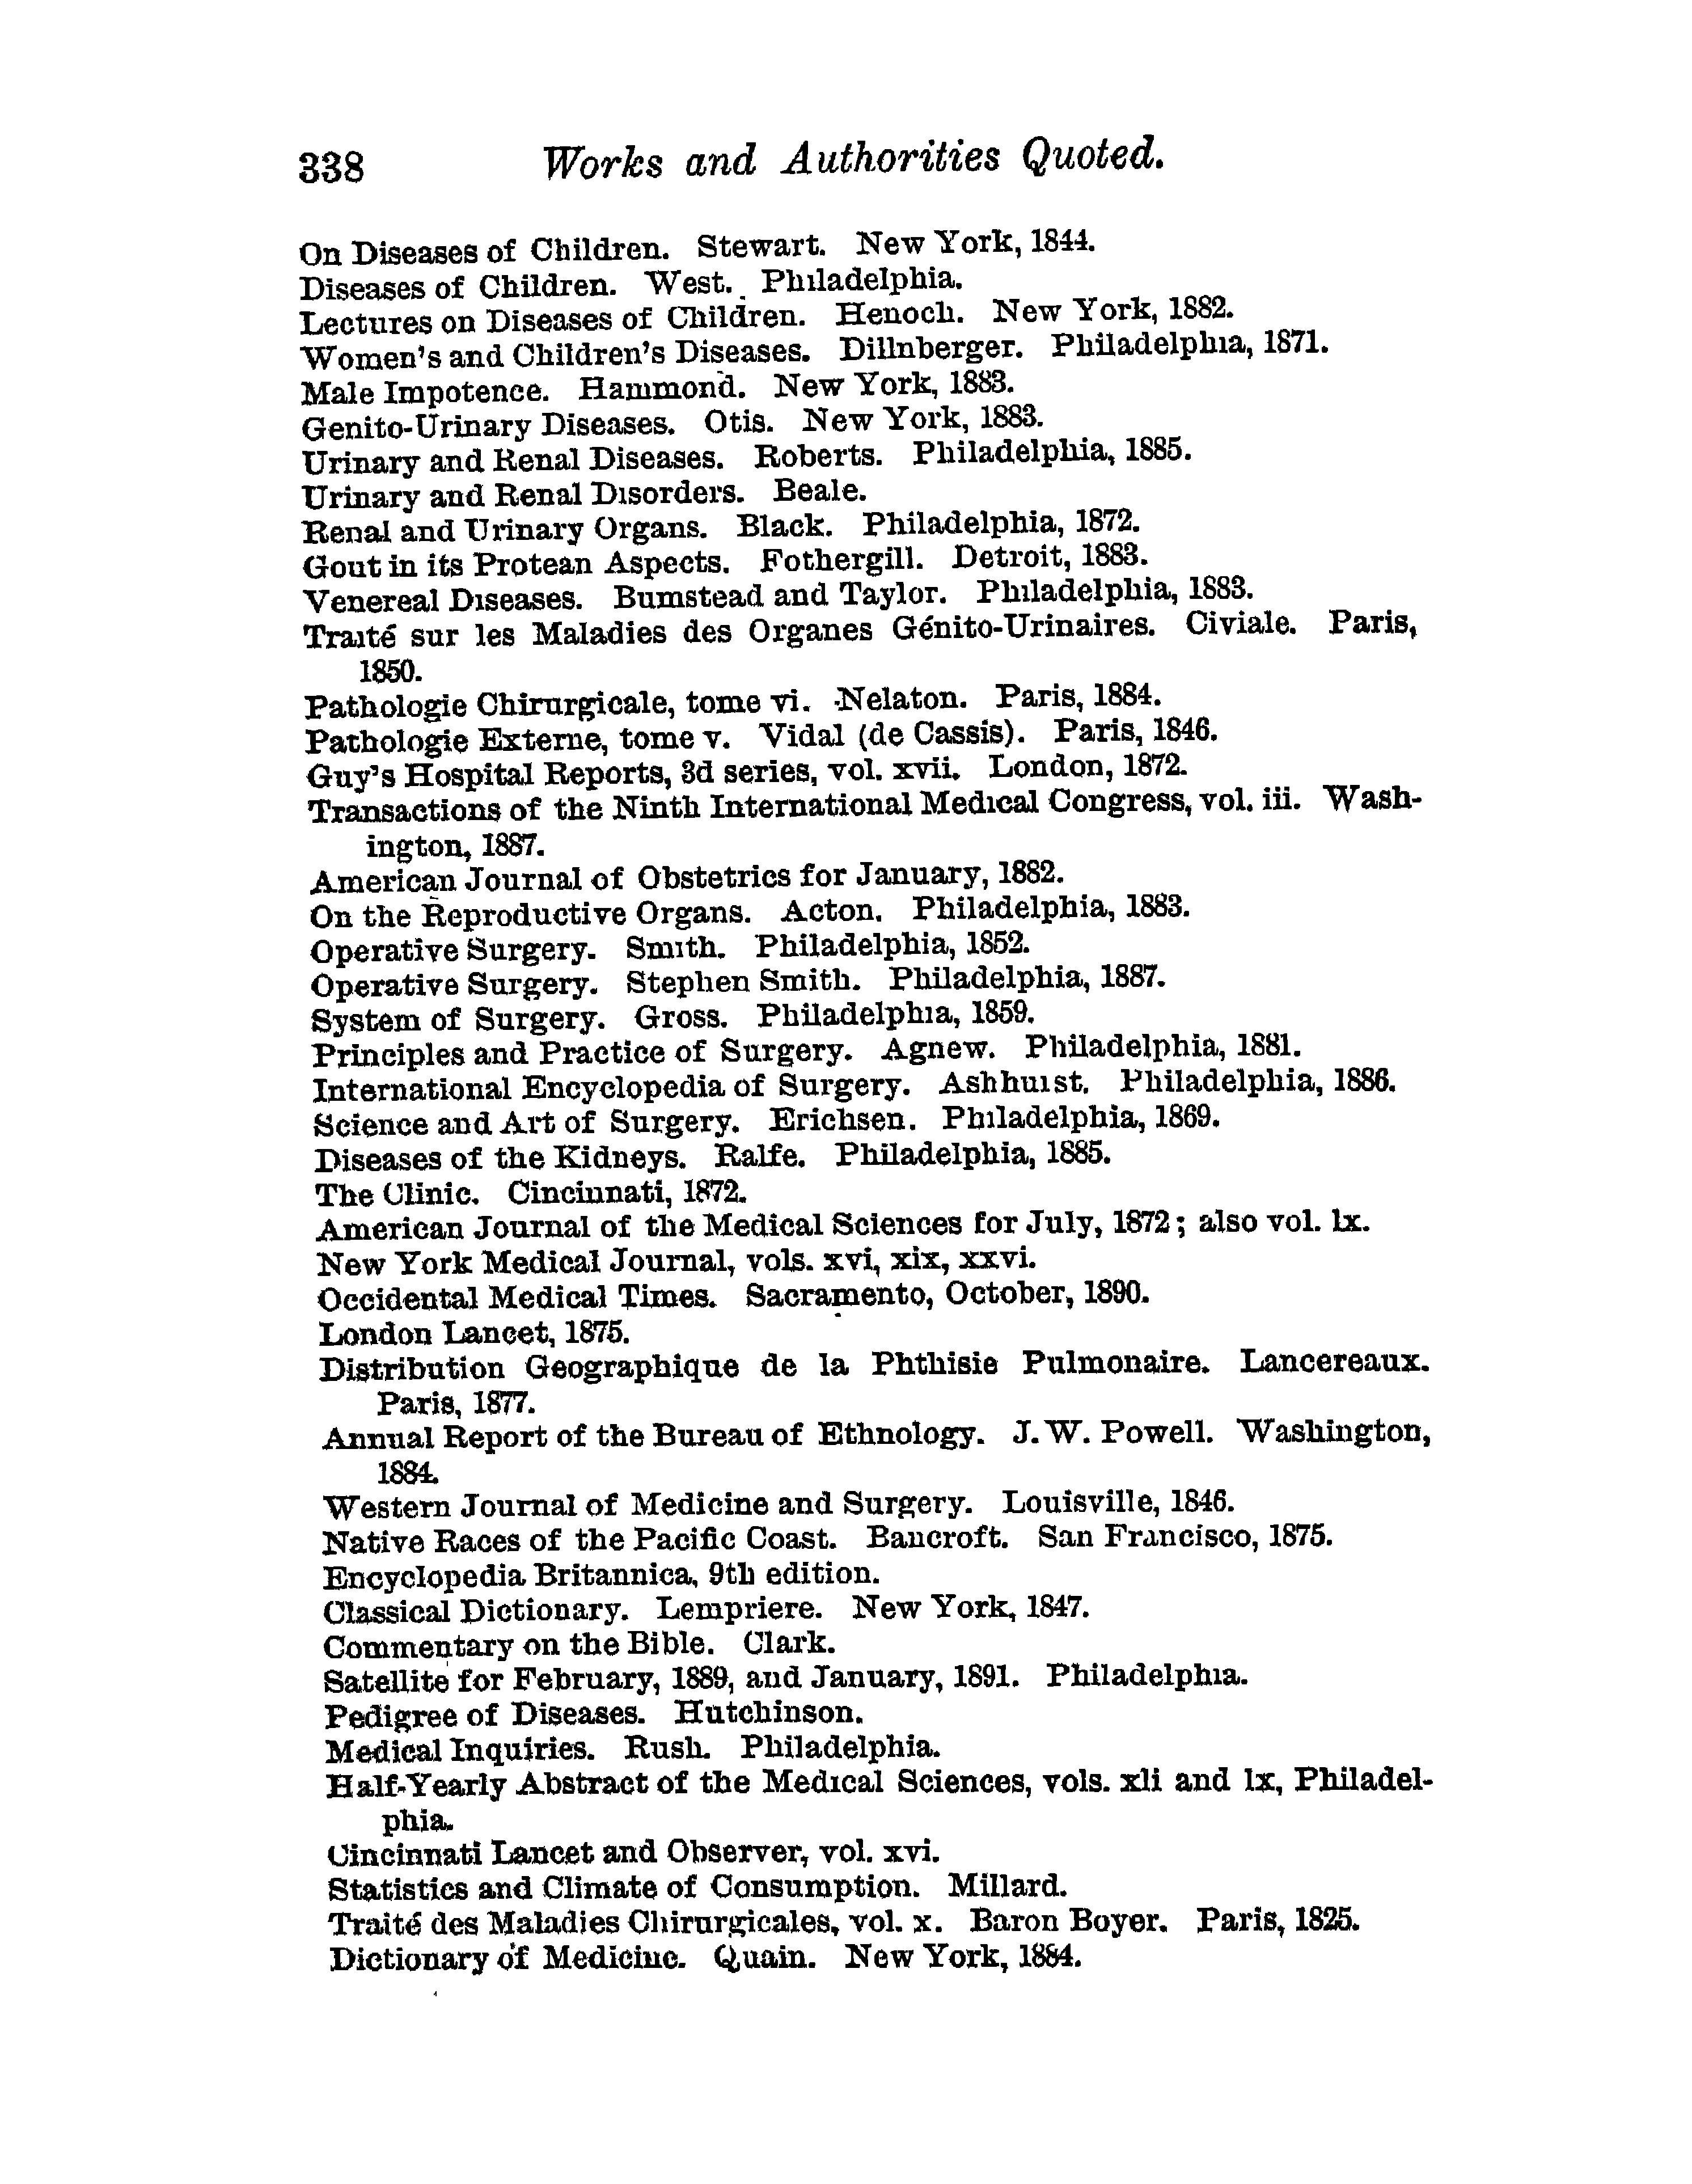 338 Works and Authorities Quoted.
On Diseases of Children. Stewart. New York, 1844.
Diseases of Children. West. Philadelphia.
Lectures on Diseases of Children. Henoch. New York, 1882.
Women's and Children's Diseases. Dillnberger. Philadelphia, 1871.
Male Impotence. Hammond. New York, 1883.
Genito-Urinary Diseases. Otis. New York, 1883.
Urinary and Renal Diseases. Roberts. Philadelphia, 1885.
Urinary and Renal Disorders. Beale.
Renal and Urinary Organs. Black. Philadelphia, 1872.
Gout in its Protean Aspects. Fothergill. Detroit, 1883.
Venereal Diseases. Bumstead and Taylor. Philadelphia, 1883.
Traité sur les Maladies des Organes Génito-Urinaires. Civiale. Paris,
1850.
Pathologie Chirurgicale, tome vi. Nelaton. Paris, 1884.
Pathologie Externe, tome v. Vidal (de Cassis). Paris, 1846.
Guy's Hospital Reports, 3d series, vol. xvii. London, 1872.
Transactions of the Ninth International Medical Congress, vol. iii. Wash-
ington, 1887.
American Journal of Obstetrics for January, 1882.
On the Reproductive Organs. Acton. Philadelphia, 1883.
Operative Surgery. Smith. Philadelphia, 1852.
Operative Surgery. Stephen Smith. Philadelphia, 1887.
System of Surgery. Gross. Philadelphia, 1859.
Principles and Practice of Surgery. Agnew. Philadelphia, 1881.
International Encyclopedia of Surgery. Ashhurst. Philadelphia, 1886.
Science and Art of Surgery. Erichsen. Philadelphia, 1869.
Diseases of the Kidneys. Ralfe. Philadelphia, 1885.
The Clinic. Cincinnati, 1872.
American Journal of the Medical Sciences for July, 1872; also vol. lx.
New York Medical Journal, vols. xvi, xix, xxvi.
Occidental Medical Times. Sacramento, October, 1890.
London Lancet, 1875.
Distribution Geographique de la Phthisie Pulmonaire. Lancereaux.
Paris, 1877.
Annual Report of the Bureau of Ethnology. J. W. Powell. Washington,
1884.
Western Journal of Medicine and Surgery. Louisville, 1846.
Native Races of the Pacific Coast. Bancroft. San Francisco, 1875.
Encyclopedia Britannica, 9th edition.
Classical Dictionary. Lempriere. New York, 1847.
Commentary on the Bible. Clark.
Satellite for February, 1889, and January, 1891. Philadelphia.
Pedigree of Diseases. Hutchinson.
Medical Inquiries. Rush. Philadelphia.
Half-Yearly Abstract of the Medical Sciences, vols. xli and lx, Philadel-
phia.
Cincinnati Lancet and Observer, vol. xvi.
Statistics and Climate of Consumption. Millard.
Traité des Maladies Chirurgicales, vol. x. Baron Boyer. Paris, 1825.
Dictionary of Medicine. Quain. New York, 1884.